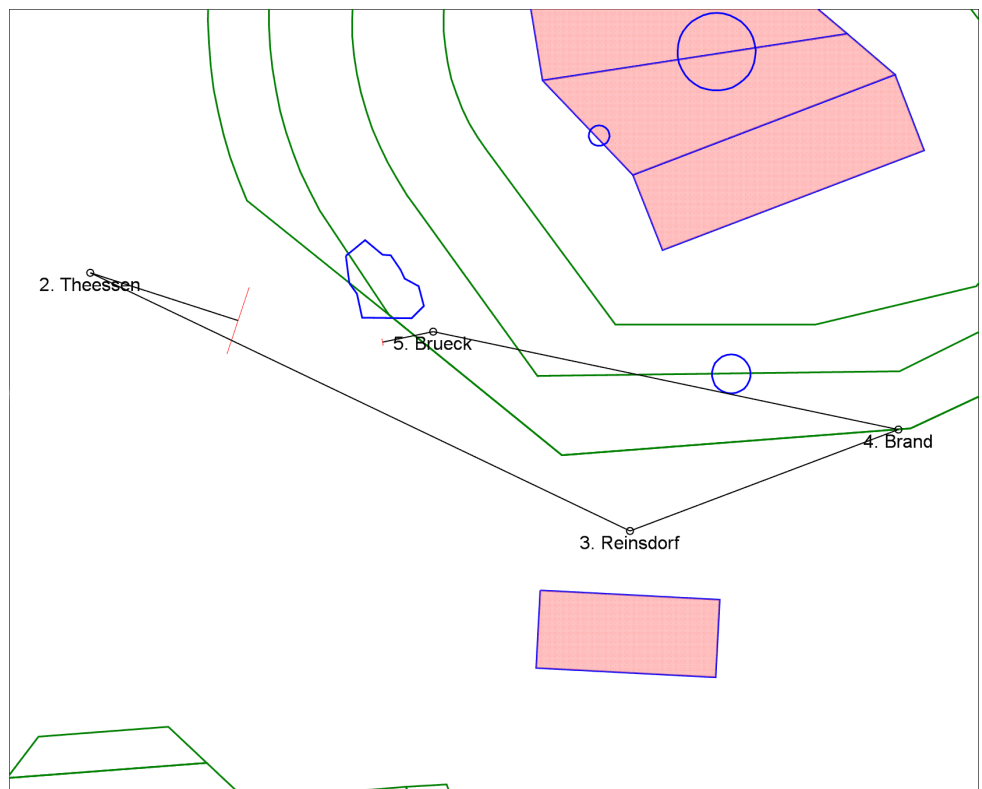 2. Theessen
5. Brueck
4. Brand
3. Reinsdorf